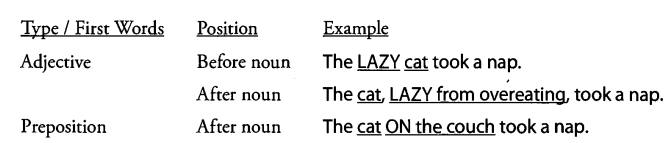 Type / First Words Position Example
Adjective Before noun The LAZY cat took a nap.
After noun The cat, LAZY from overeating, took a nap.
Preposition After noun The cat ON the couch took a nap.